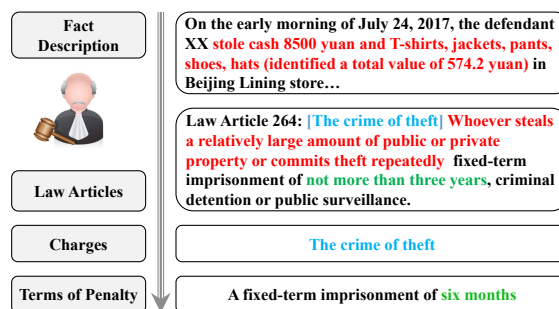 Fact
Description
On the early morning of July 24, 2017, the defendant
XX stole cash 8500 yuan and T-shirts, jackets, pants,
shoes, hats (identified a total value of 574.2 yuan) in
Beijing Lining store…
Law Articles
Law Article 264: [The crime of theft] Whoever steals
a relatively large amount of public or private
property or commits theft repeatedly fixed-term
imprisonment of not more than three years, criminal
detention or public surveillance.
Charges
The crime of theft
Terms of Penalty
A fixed-term imprisonment of six months